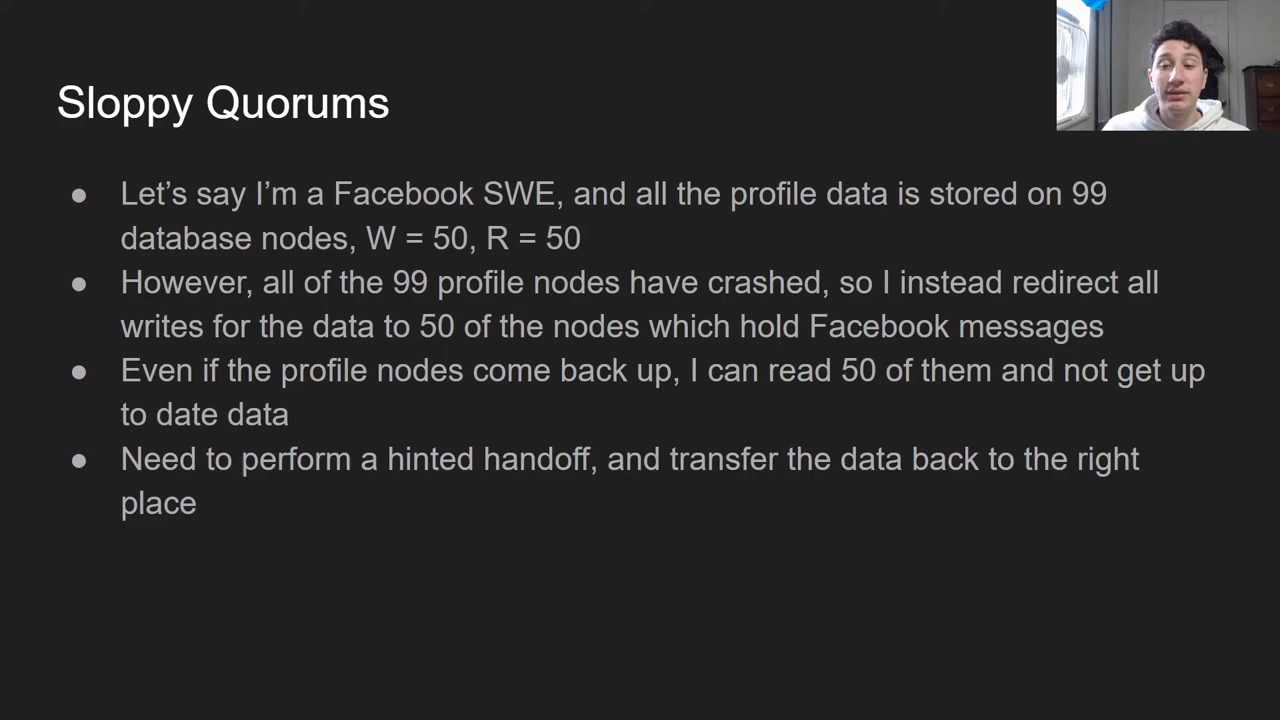 Sloppy Quorums
● Let’s say I’m a Facebook SWE, and all the profile data is stored on 99
database nodes, W = 50, R = 50
● However, all of the 99 profile nodes have crashed, so I instead redirect all
writes for the data to 50 of the nodes which hold Facebook messages
● Even if the profile nodes come back up, I can read 50 of them and not get up
to date data
● Need to perform a hinted handoff, and transfer the data back to the right
place